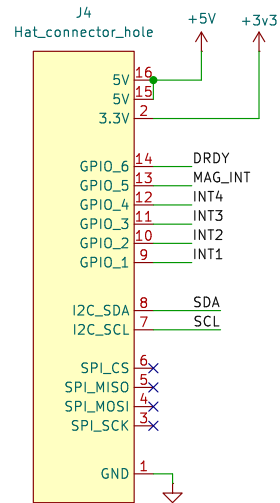 J4
Hat_connector_hole
+5V
+3v3
5V 16
5V 15
3.3V 2
GPIO_6 14 DRDY
GPIO_5 13 MAG_INT
GPIO_4 12 INT4
GPIO_3 11 INT3
GPIO_2 10 INT2
GPIO_1 9 INT1
I2C_SDA 8 SDA
I2C_SCL 7 SCL
SPI_CS 6
SPI_MISO 5
SPI_MOSI 4
SPI_SCK 3
GND 1